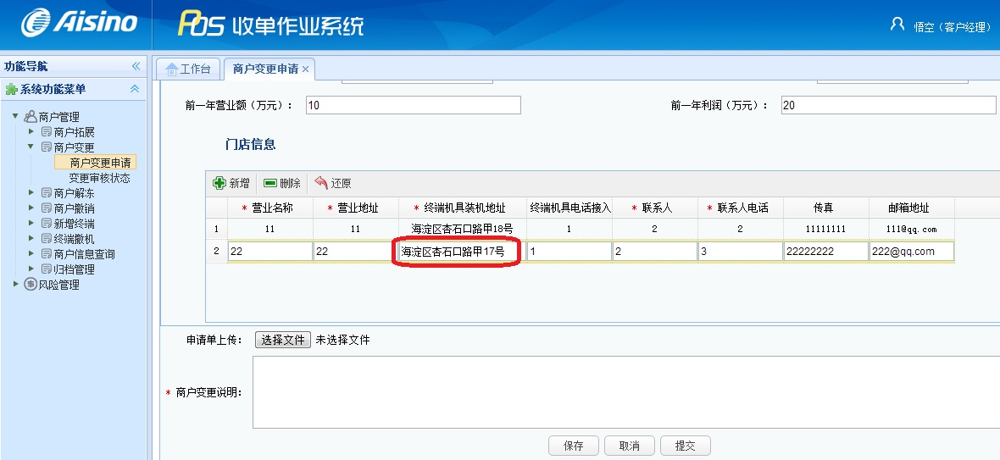 Aisino
POS 收单作业系统
悟空（客户经理）
功能导航
系统功能菜单
商户管理
商户拓展
商户变更
商户变更申请
变更审核状态
商户解冻
商户撤销
新增终端
终端撤机
商户信息查询
归档管理
风险管理
工作台 商户变更申请
前一年营业额（万元）： 10 前一年利润（万元）： 20
门店信息
新增 删除 还原
* 营业名称 * 营业地址 * 终端机具装机地址 终端机具电话接入 * 联系人 * 联系人电话 传真 邮箱地址
1 11 11 海淀区杏石口路甲18号 1 2 2 11111111 111@qq.com
2 22 22 海淀区杏石口路甲17号 1 2 3 22222222 222@qq.com
申请单上传： 选择文件 未选择文件
* 商户变更说明：
保存 取消 提交